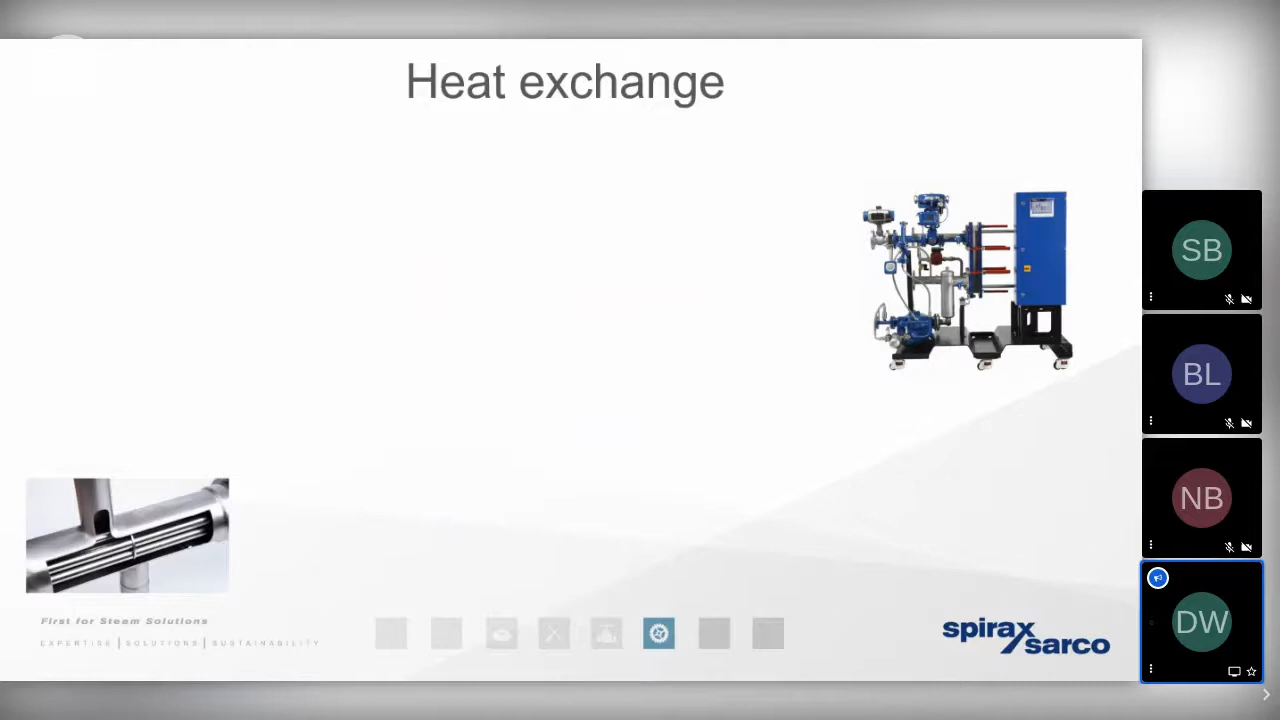 Heat exchange
SB
BL
NB
DW
First for Steam Solutions
EXPERTISE | SOLUTIONS | SUSTAINABILITY
spirax
sarco